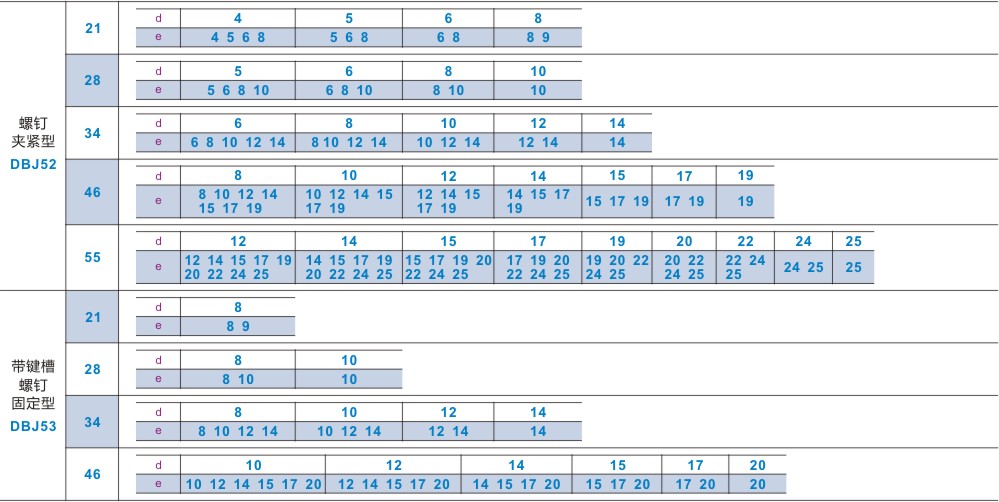 螺钉
夹紧型
DBJ52
21
d 4 5 6 8
e 4 5 6 8 5 6 8 6 8 8 9
28
d 5 6 8 10
e 5 6 8 10 6 8 10 8 10 10
34
d 6 8 10 12 14
e 6 8 10 12 14 8 10 12 14 10 12 14 12 14 14
46
d 8 10 12 14 15 17 19
e 8 10 12 14 10 12 14 15 12 14 15 14 15 17 15 17 19 17 19 19
15 17 19 17 19 17 19 19
55
d 12 14 15 17 19 20 22 24 25
e 12 14 15 17 19 14 15 17 19 15 17 19 20 17 19 20 19 20 22 20 22 22 24 24 25 25
20 22 24 25 20 22 24 25 22 24 25 22 24 25 24 25 24 25 25
带键槽
螺钉
固定型
DBJ53
21
d 8
e 8 9
28
d 8 10
e 8 10 10
34
d 8 10 12 14
e 8 10 12 14 10 12 14 12 14 14
46
d 10 12 14 15 17 20
e 10 12 14 15 17 20 12 14 15 17 20 14 15 17 20 15 17 20 17 20 20